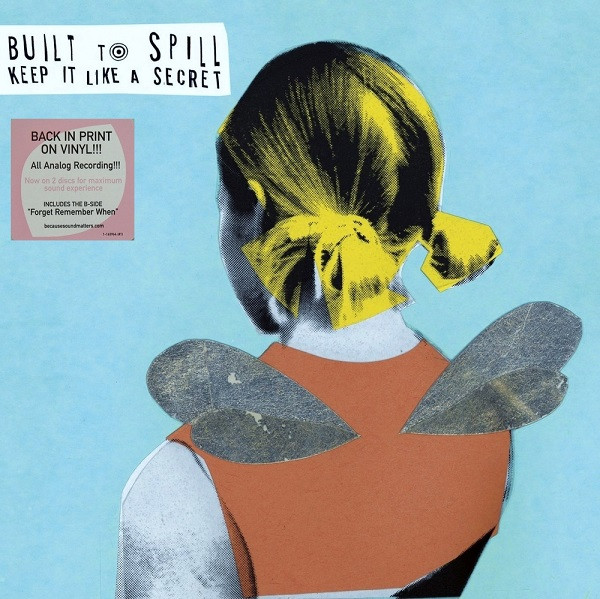 BUILT TO SPILL
KEEP IT LIKE A SECRET
BACK IN PRINT
ON VINYL!!!
All Analog Recording!!!
Now on 2 discs for maximum
sound experience
INCLUDES THE B-SIDE
"Forget Remember When"
becausesoundmatters.com